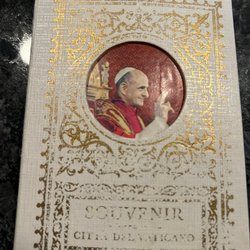 SOUVENIR
CITTÀ DEL VATICANO